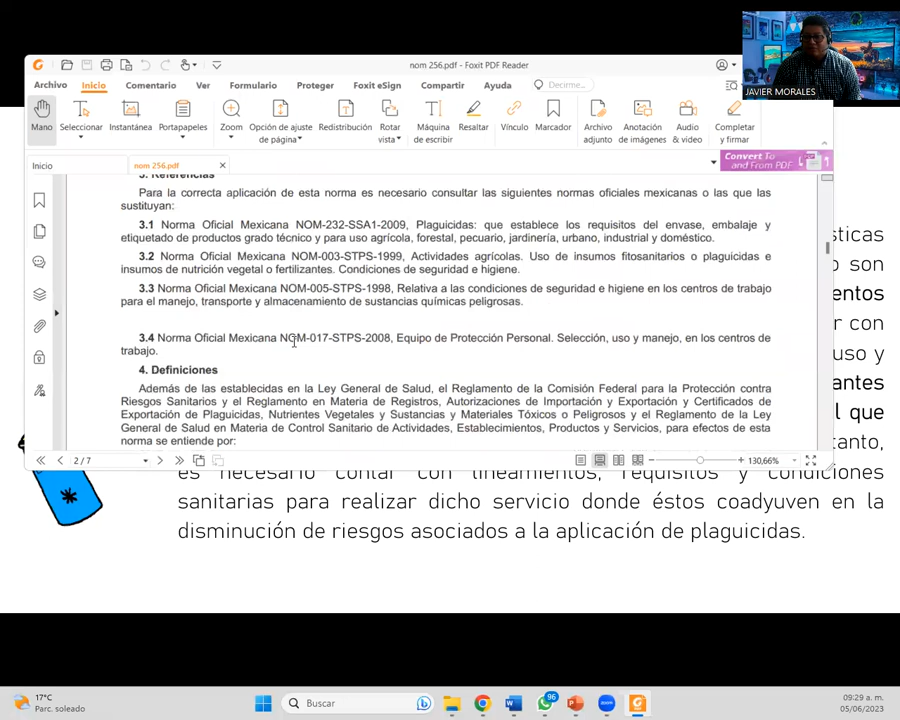 nom 256.pdf - Foxit PDF Reader
JAVIER MORALES
Archivo Inicio Comentario Ver Formulario Proteger Foxit eSign Compartir Ayuda Decirme...
Mano Seleccionar Instantánea Portapapeles Zoom Opción de ajuste de página Redistribución Rotar vista Máquina de escribir Resaltar Vínculo Marcador Archivo adjunto Anotación de imágenes Audio & video Completar y firmar
Inicio nom 256.pdf
Convert To
and From PDF
3. Referencias
Para la correcta aplicación de esta norma es necesario consultar las siguientes normas oficiales mexicanas o las que las
sustituyan:
3.1 Norma Oficial Mexicana NOM-232-SSA1-2009, Plaguicidas: que establece los requisitos del envase, embalaje y
etiquetado de productos grado técnico y para uso agrícola, forestal, pecuario, jardinería, urbano, industrial y doméstico.
3.2 Norma Oficial Mexicana NOM-003-STPS-1999, Actividades agrícolas. Uso de insumos fitosanitarios o plaguicidas e
insumos de nutrición vegetal o fertilizantes. Condiciones de seguridad e higiene.
3.3 Norma Oficial Mexicana NOM-005-STPS-1998, Relativa a las condiciones de seguridad e higiene en los centros de trabajo
para el manejo, transporte y almacenamiento de sustancias químicas peligrosas.
3.4 Norma Oficial Mexicana NOM-017-STPS-2008, Equipo de Protección Personal. Selección, uso y manejo, en los centros de
trabajo.
4. Definiciones
Además de las establecidas en la Ley General de Salud, el Reglamento de la Comisión Federal para la Protección contra
Riesgos Sanitarios y el Reglamento en Materia de Registros, Autorizaciones de Importación y Exportación y Certificados de
Exportación de Plaguicidas, Nutrientes Vegetales y Sustancias y Materiales Tóxicos o Peligrosos y el Reglamento de la Ley
General de Salud en Materia de Control Sanitario de Actividades, Establecimientos, Productos y Servicios, para efectos de esta
norma se entiende por:
2 / 7
130,66%
sticas
o son
entos
r con
uso y
antes
l que
tanto,
es necesario contar con lineamientos, requisitos y condiciones
sanitarias para realizar dicho servicio donde éstos coadyuven en la
disminución de riesgos asociados a la aplicación de plaguicidas.
17°C
Parc. soleado
Buscar
96
zoom
09:29 a. m.
05/06/2023